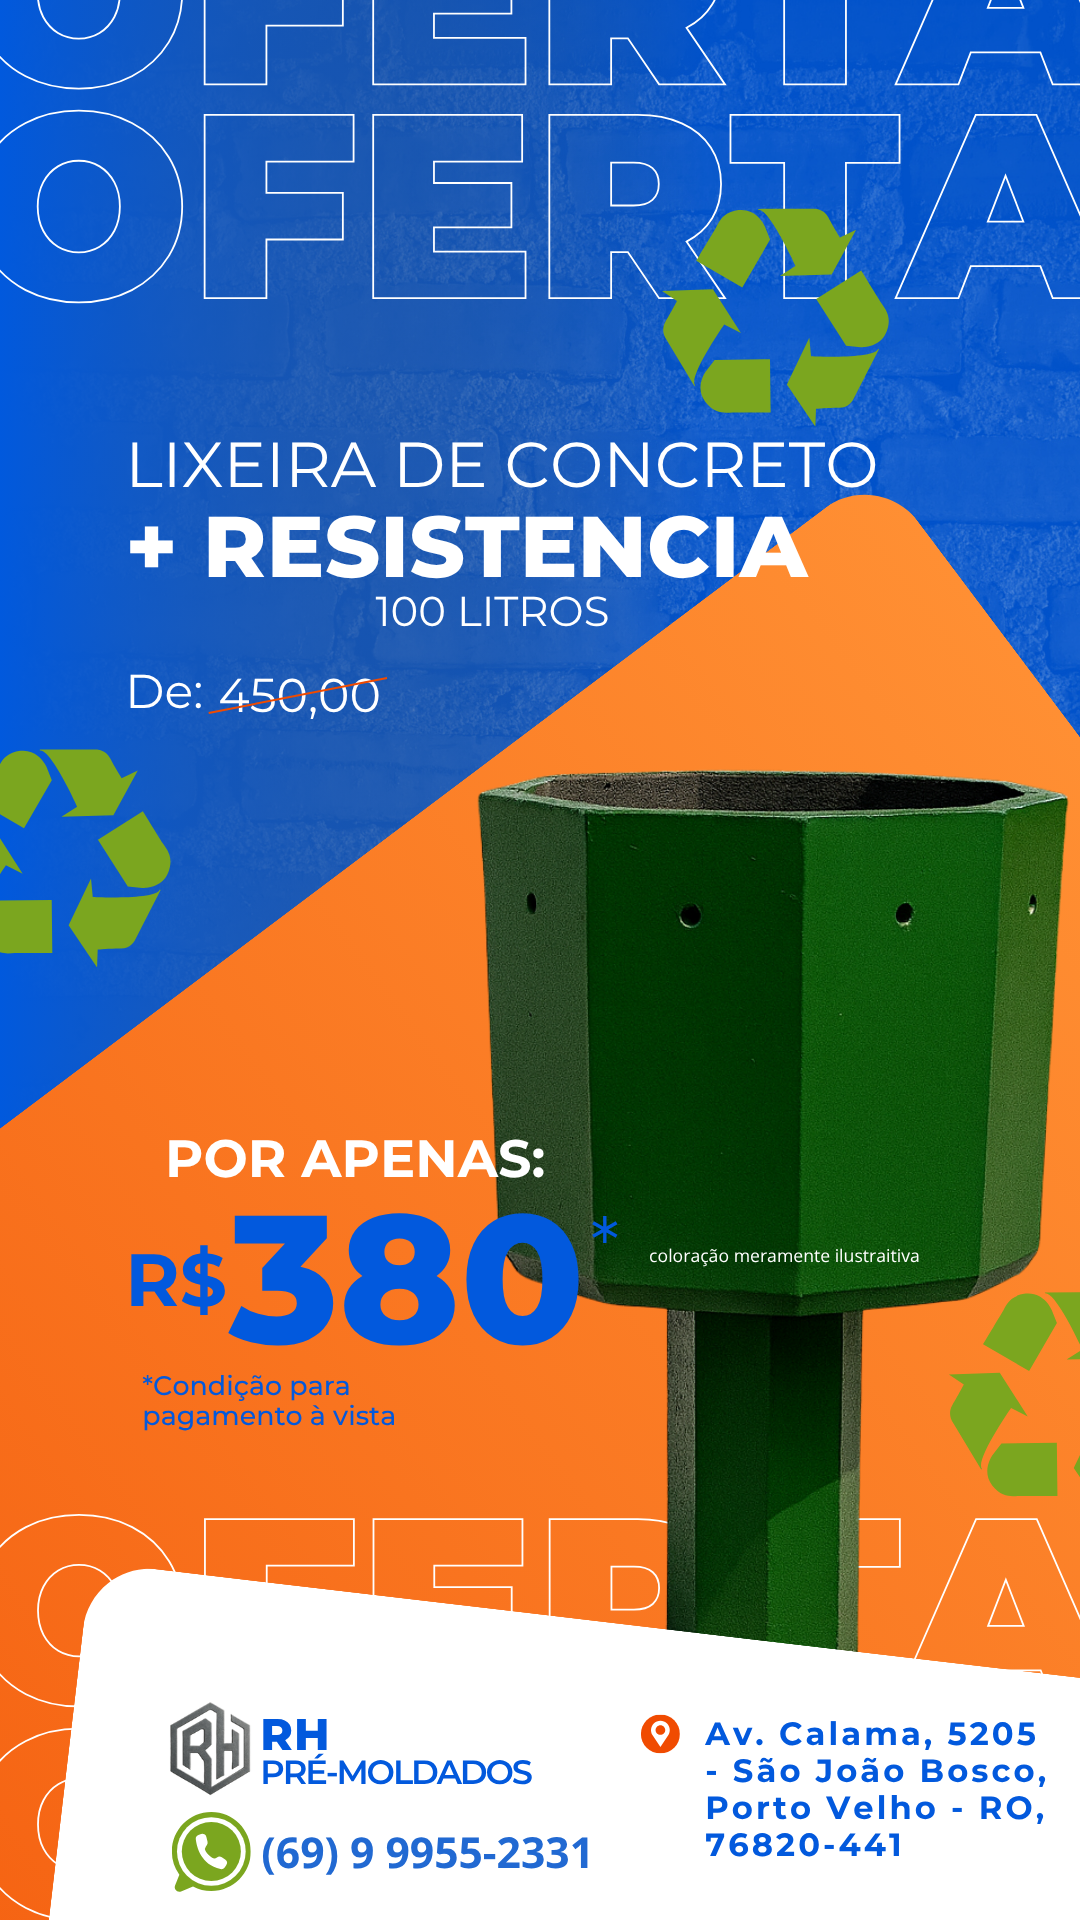 OFERTA
OFERTA
LIXEIRA DE CONCRETO
+ RESISTENCIA
100 LITROS
De: 450,00
POR APENAS:
R$380*
coloração meramente ilustraitiva
*Condição para
pagamento à vista
OFERTA
RH
RH
PRÉ-MOLDADOS
(69) 9 9955-2331
Av. Calama, 5205
- São João Bosco,
Porto Velho - RO,
76820-441